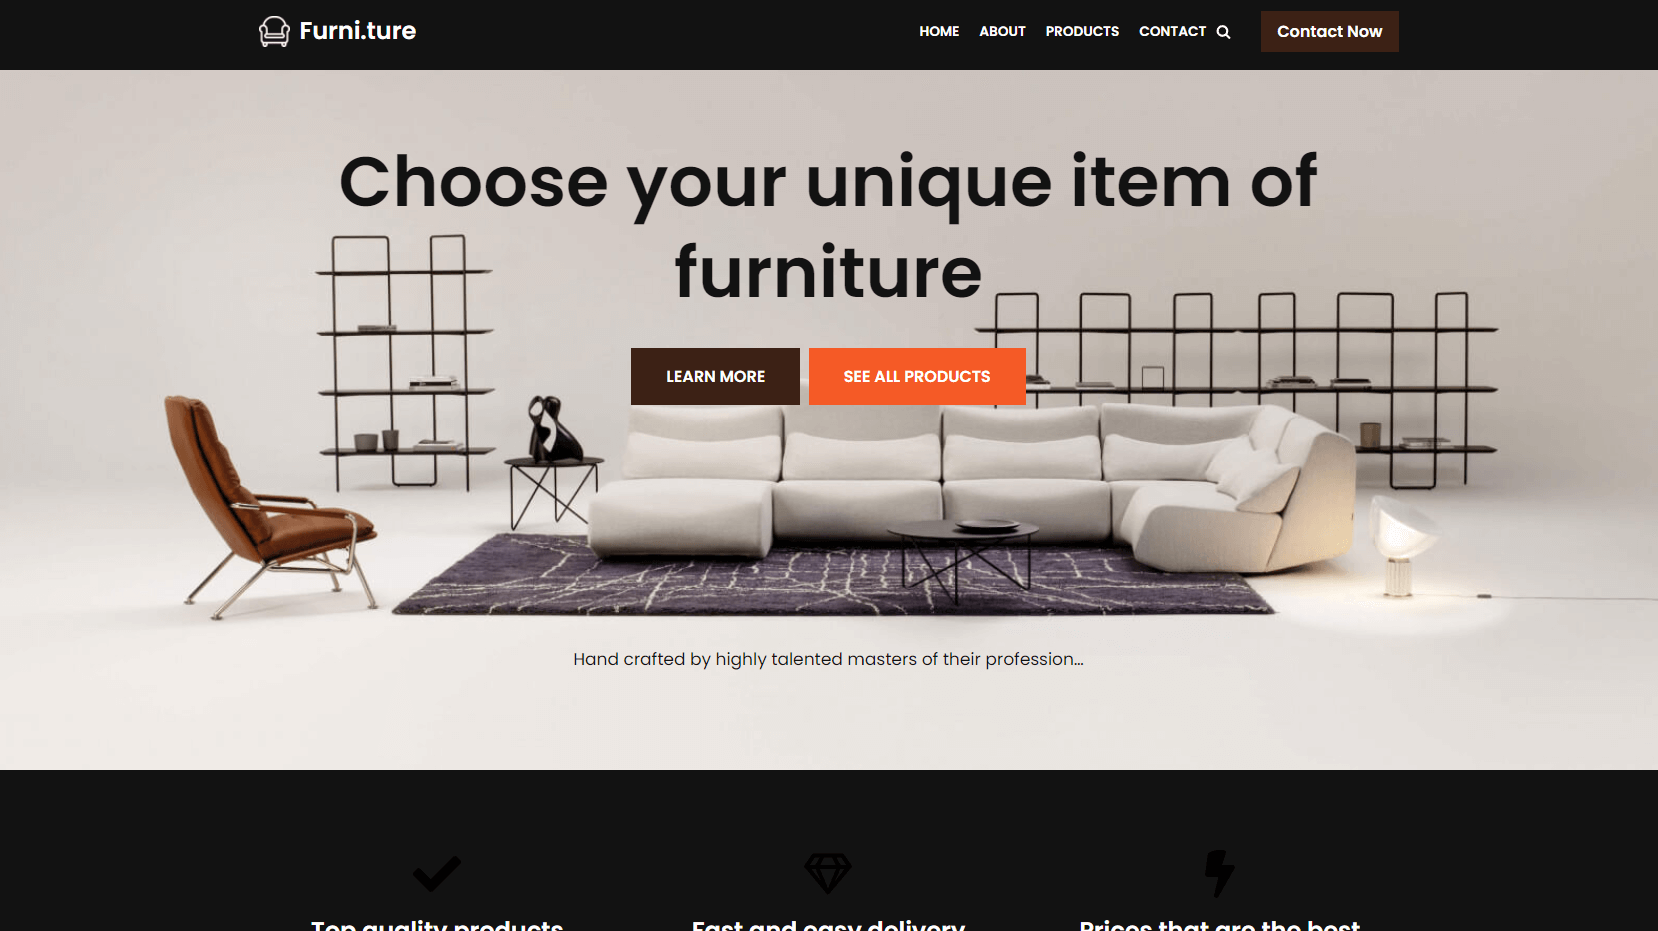 Furni.ture
HOME ABOUT PRODUCTS CONTACT
Contact Now
Choose your unique item of
furniture
LEARN MORE
SEE ALL PRODUCTS
Hand crafted by highly talented masters of their profession...
Top quality products
Fast and easy delivery
Prices that are the best